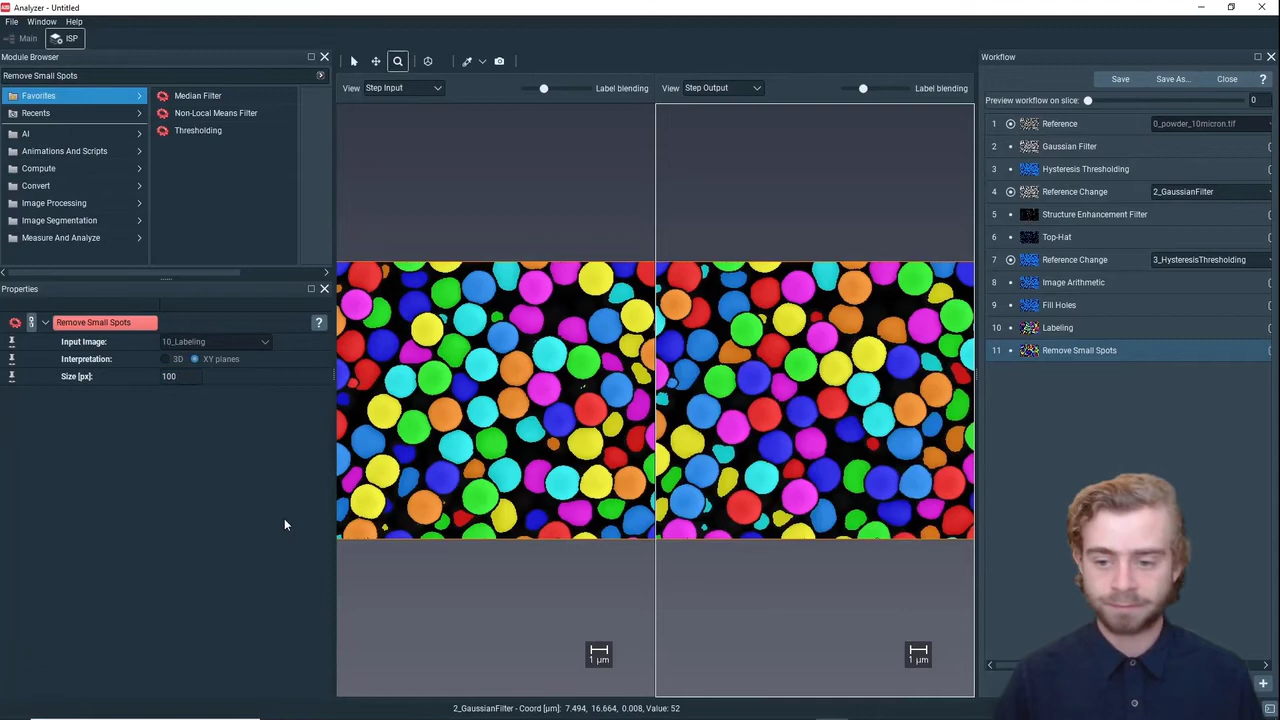 Analyzer - Untitled
File Window Help
Main ISP
Module Browser
Remove Small Spots
Favorites
Recents
AI
Animations And Scripts
Compute
Convert
Image Processing
Image Segmentation
Measure And Analyze
Median Filter
Non-Local Means Filter
Thresholding
Properties
Remove Small Spots ?
Input Image: 10_Labeling
Interpretation: 3D XY planes
Size [px]: 100
View Step Input Label blending
View Step Output Label blending
1 µm
1 µm
2_GaussianFilter - Coord [µm]: 7.494, 16.664, 0.008, Value: 52
Workflow
Save Save As... Close ?
Preview workflow on slice: 0
1 Reference 0_powder_10micron.tif
2 Gaussian Filter
3 Hysteresis Thresholding
4 Reference Change 2_GaussianFilter
5 Structure Enhancement Filter
6 Top-Hat
7 Reference Change 3_HysteresisThresholding
8 Image Arithmetic
9 Fill Holes
10 Labeling
11 Remove Small Spots